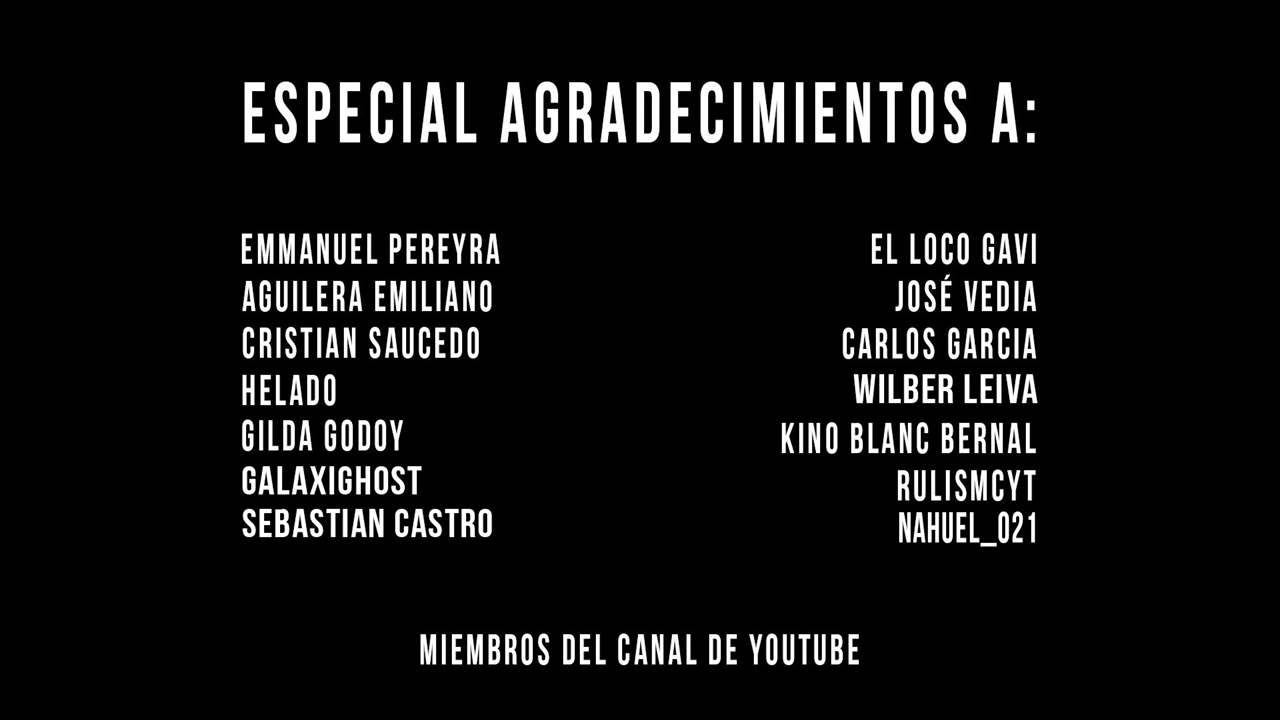 ESPECIAL AGRADECIMIENTOS A:
EMMANUEL PEREYRA
AGUILERA EMILIANO
CRISTIAN SAUCEDO
HELADO
GILDA GODOY
GALAXIGHOST
SEBASTIAN CASTRO
EL LOCO GAVI
JOSÉ VEDIA
CARLOS GARCIA
WILBER LEIVA
KINO BLANC BERNAL
RULISMCYT
NAHUEL_021
MIEMBROS DEL CANAL DE YOUTUBE